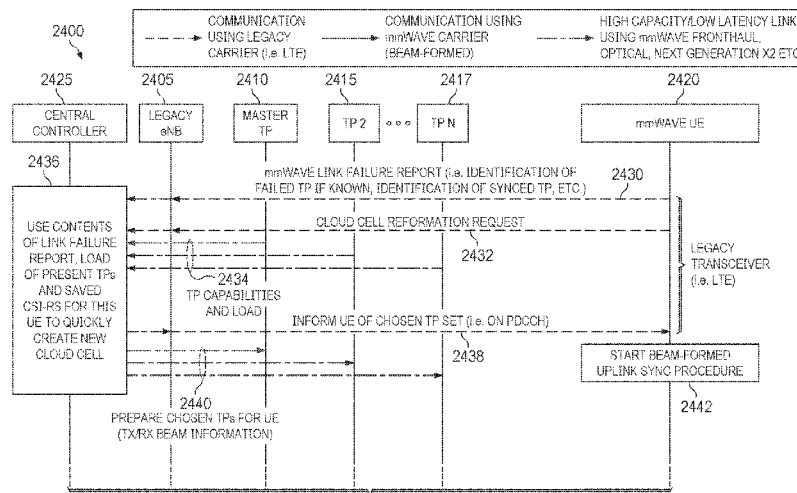 2400
COMMUNICATION
USING LEGACY
CARRIER (i.e. LTE)
COMMUNICATION USING
mmWAVE CARRIER
(BEAM-FORMED)
HIGH CAPACITY/LOW LATENCY LINK
USING mmWAVE FRONTHAUL,
OPTICAL, NEXT GENERATION X2 ETC
2425
2405
2410
2415
2417
2420
CENTRAL
CONTROLLER
LEGACY
eNB
MASTER
TP
TP 2
TP N
mmWAVE UE
2436
mmWAVE LINK FAILURE REPORT (i.e. IDENTIFICATION OF
FAILED TP IF KNOWN, IDENTIFICATION OF SYNCED TP, ETC.)
2430
CLOUD CELL REFORMATION REQUEST
2432
USE CONTENTS
OF LINK FAILURE
REPORT, LOAD
OF PRESENT TPs
AND SAVED
CSI-RS FOR THIS
UE TO QUICKLY
CREATE NEW
CLOUD CELL
2434
TP CAPABILITIES
AND LOAD
LEGACY
TRANSCEIVER
(i.e. LTE)
INFORM UE OF CHOSEN TP SET (i.e. ON PDCCH)
2438
START BEAM-FORMED
UPLINK SYNC PROCEDURE
2442
2440
PREPARE CHOSEN TPs FOR UE
(TX/RX BEAM INFORMATION)